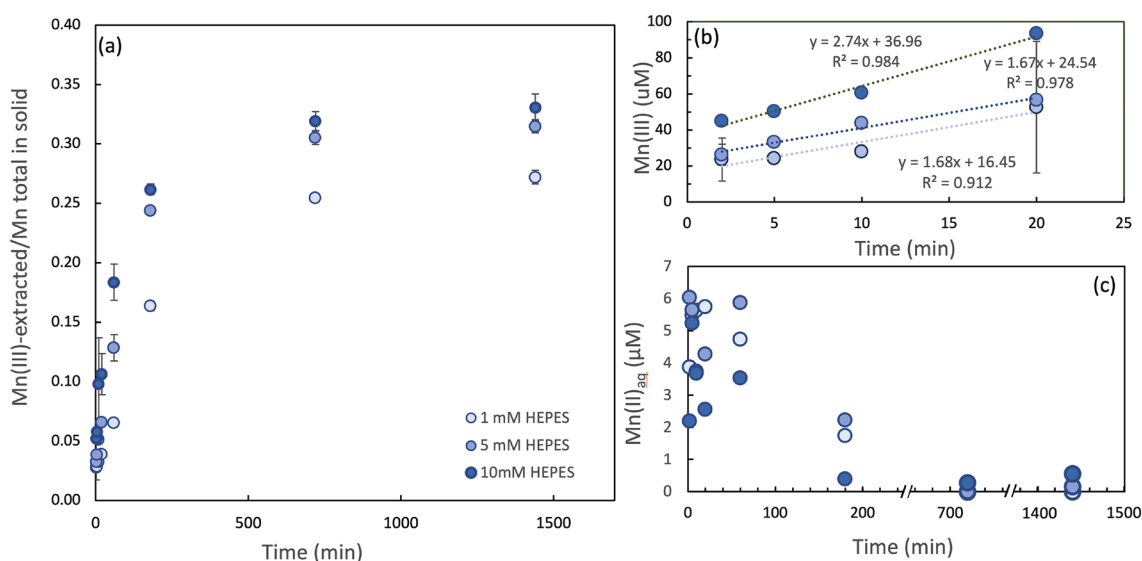 (a)
Mn(III)-extracted/Mn total in solid
0.40
0.35
0.30
0.25
0.20
0.15
0.10
0.05
0.00
0
500
1000
1500
Time (min)
1 mM HEPES
5 mM HEPES
10mM HEPES
(b)
Mn(III) (uM)
100
80
60
40
20
0
y = 2.74x + 36.96
R² = 0.984
y = 1.67x + 24.54
R² = 0.978
y = 1.68x + 16.45
R² = 0.912
0
5
10
15
20
25
Time (min)
(c)
Mn(II)aq (μM)
7
6
5
4
3
2
1
0
0
100
200
700
1400
1500
Time (min)